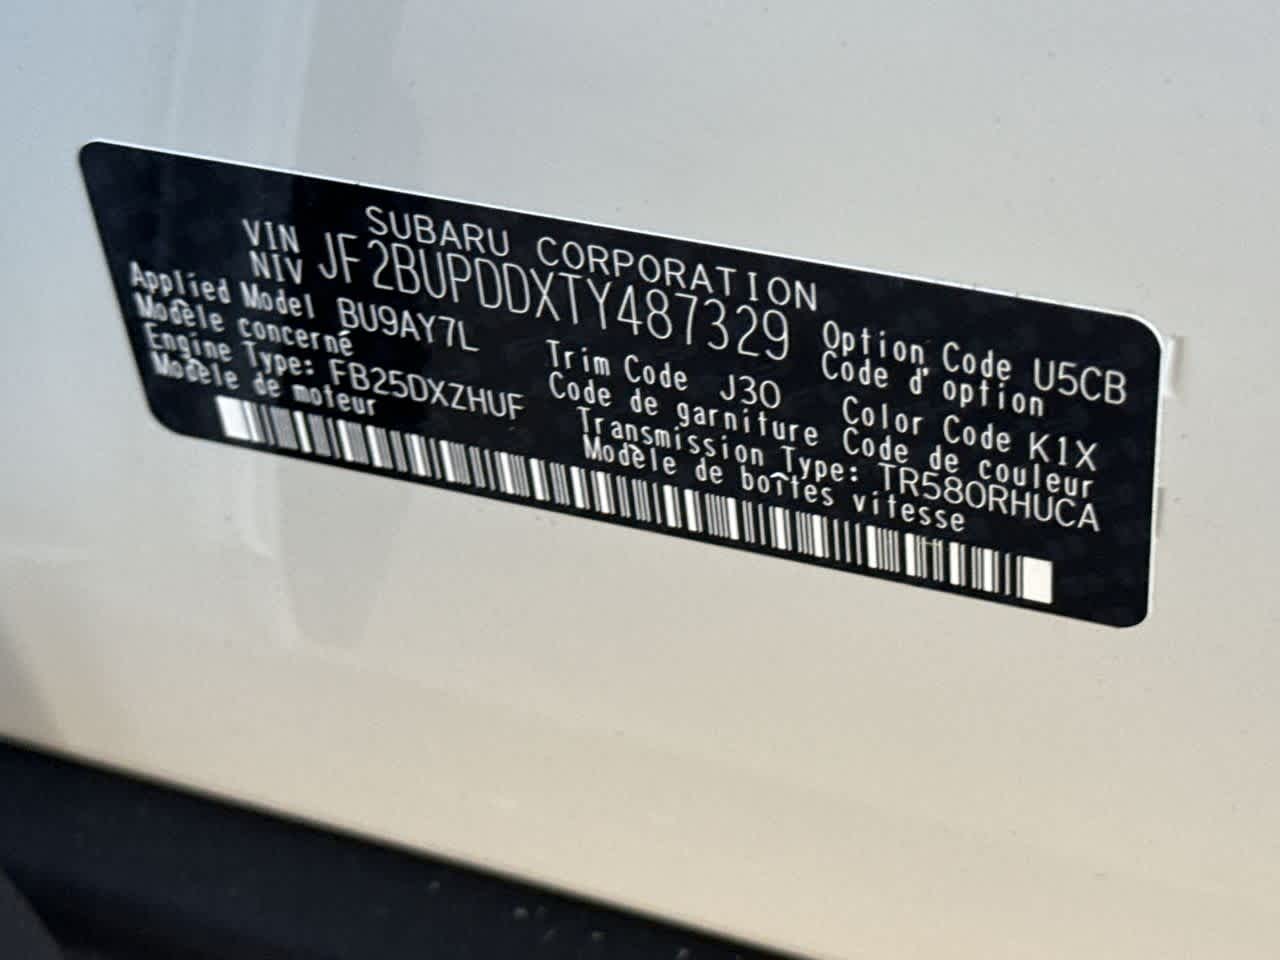 SUBARU CORPORATION
VIN
NIV JF2BUPDDXTY487329
Applied Model BU9AY7L
Modèle concerné
Engine Type: FB25DXZHUF
Modèle de moteur
Trim Code J30
Code de garniture
Option Code U5CB
Code d'option
Color Code K1X
Code de couleur
Transmission Type: TR580RHUCA
Modèle de boîtes vitesse